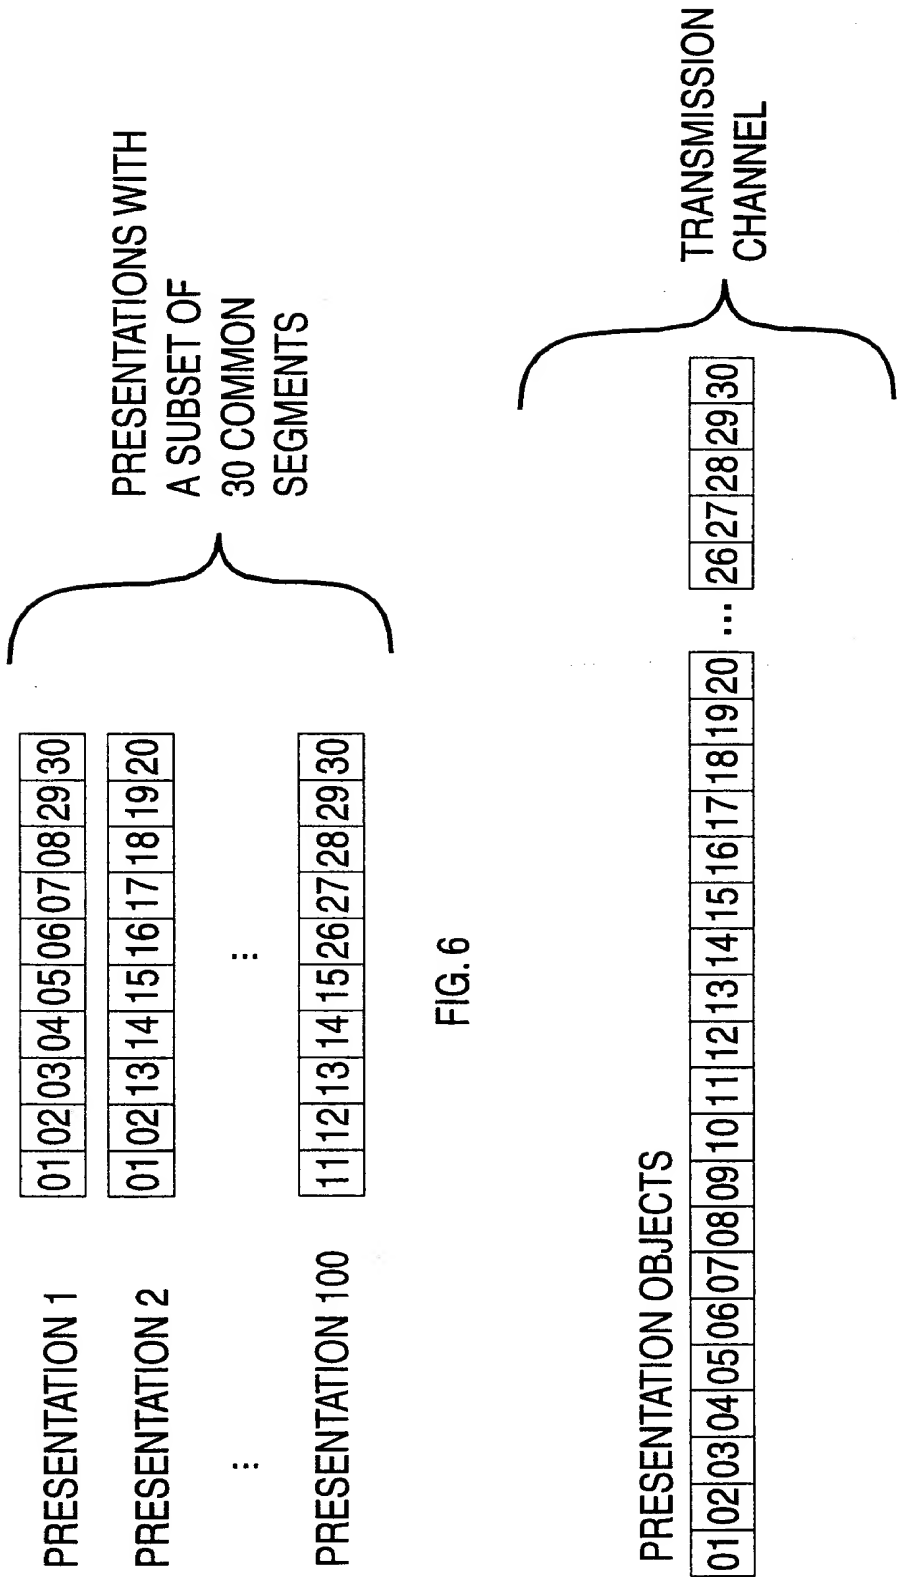 PRESENTATION 1 01 02 03 04 05 06 07 08 29 30
PRESENTATION 2 01 02 13 14 15 16 17 18 19 20
... ...
PRESENTATION 100 11 12 13 14 15 26 27 28 29 30
PRESENTATIONS WITH
A SUBSET OF
30 COMMON
SEGMENTS
FIG. 6
PRESENTATION OBJECTS
01 02 03 04 05 06 07 08 09 10 11 12 13 14 15 16 17 18 19 20 ... 26 27 28 29 30
TRANSMISSION
CHANNEL